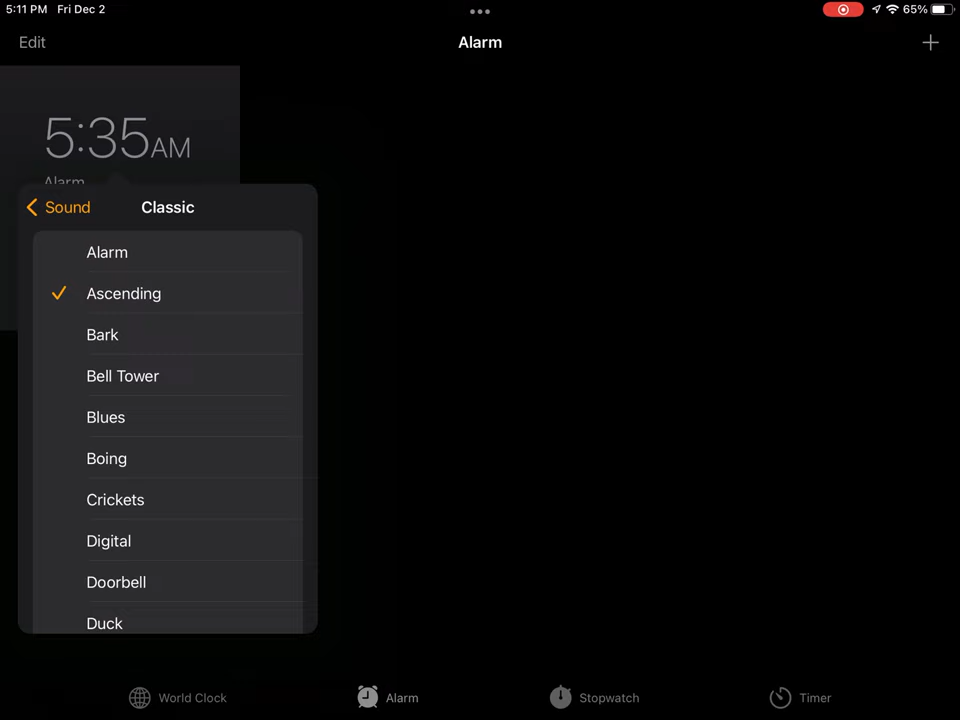 5:11 PM Fri Dec 2
65%
Edit
Alarm
5:35AM
Alarm
Sound
Classic
Alarm
Ascending
Bark
Bell Tower
Blues
Boing
Crickets
Digital
Doorbell
Duck
World Clock
Alarm
Stopwatch
Timer